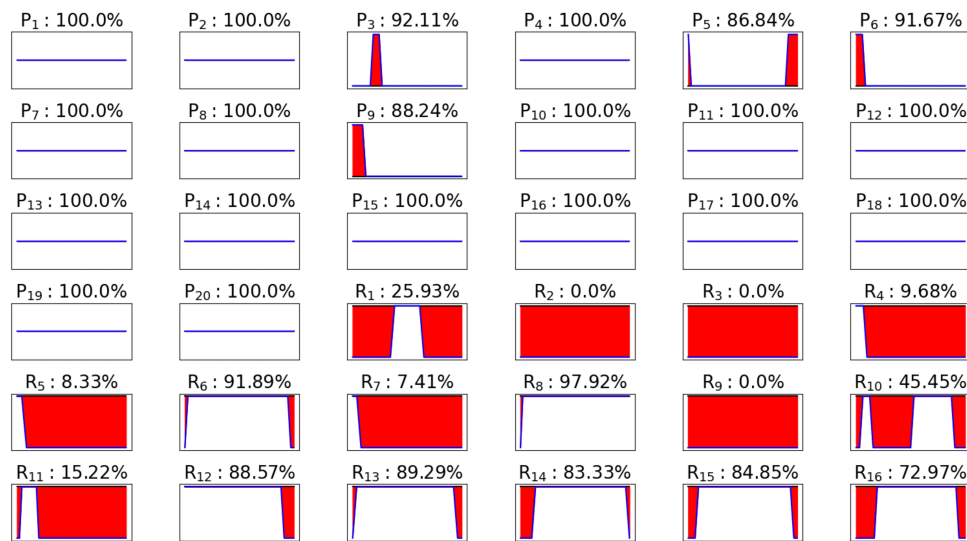 P1 : 100.0% P2 : 100.0% P3 : 92.11% P4 : 100.0% P5 : 86.84% P6 : 91.67%
P7 : 100.0% P8 : 100.0% P9 : 88.24% P10 : 100.0% P11 : 100.0% P12 : 100.0%
P13 : 100.0% P14 : 100.0% P15 : 100.0% P16 : 100.0% P17 : 100.0% P18 : 100.0%
P19 : 100.0% P20 : 100.0% R1 : 25.93% R2 : 0.0% R3 : 0.0% R4 : 9.68%
R5 : 8.33% R6 : 91.89% R7 : 7.41% R8 : 97.92% R9 : 0.0% R10 : 45.45%
R11 : 15.22% R12 : 88.57% R13 : 89.29% R14 : 83.33% R15 : 84.85% R16 : 72.97%